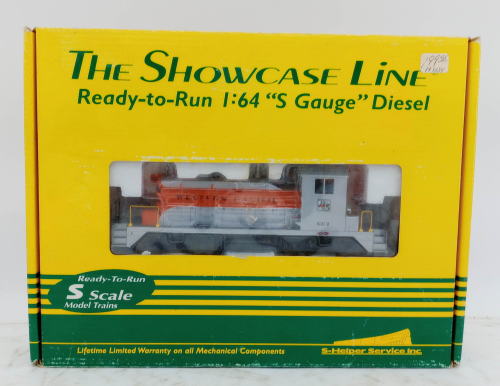 The Showcase Line
Ready-to-Run 1:64 "S Gauge" Diesel
Ready-To-Run
S Scale
Model Trains
Lifetime Limited Warranty on all Mechanical Components
S-Helper Service Inc.